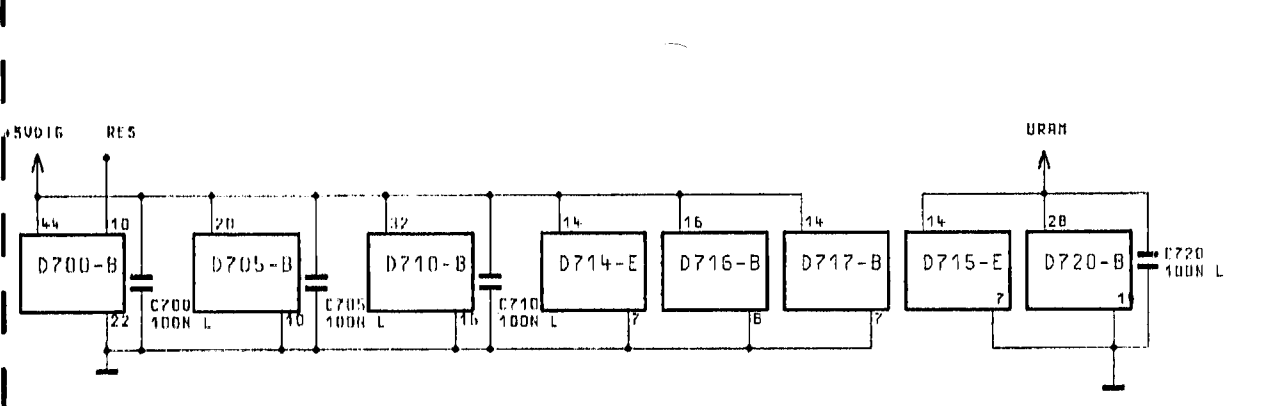 +5VDIG RES URAM
44 10 20 32 14 16 14 14 28
D700-B D705-B D710-B D714-E D716-B D717-B D715-E D720-B
C720
100N L
7
C700 C705 C710
100N L 100N L 100N L
22 10 16 7 8 7